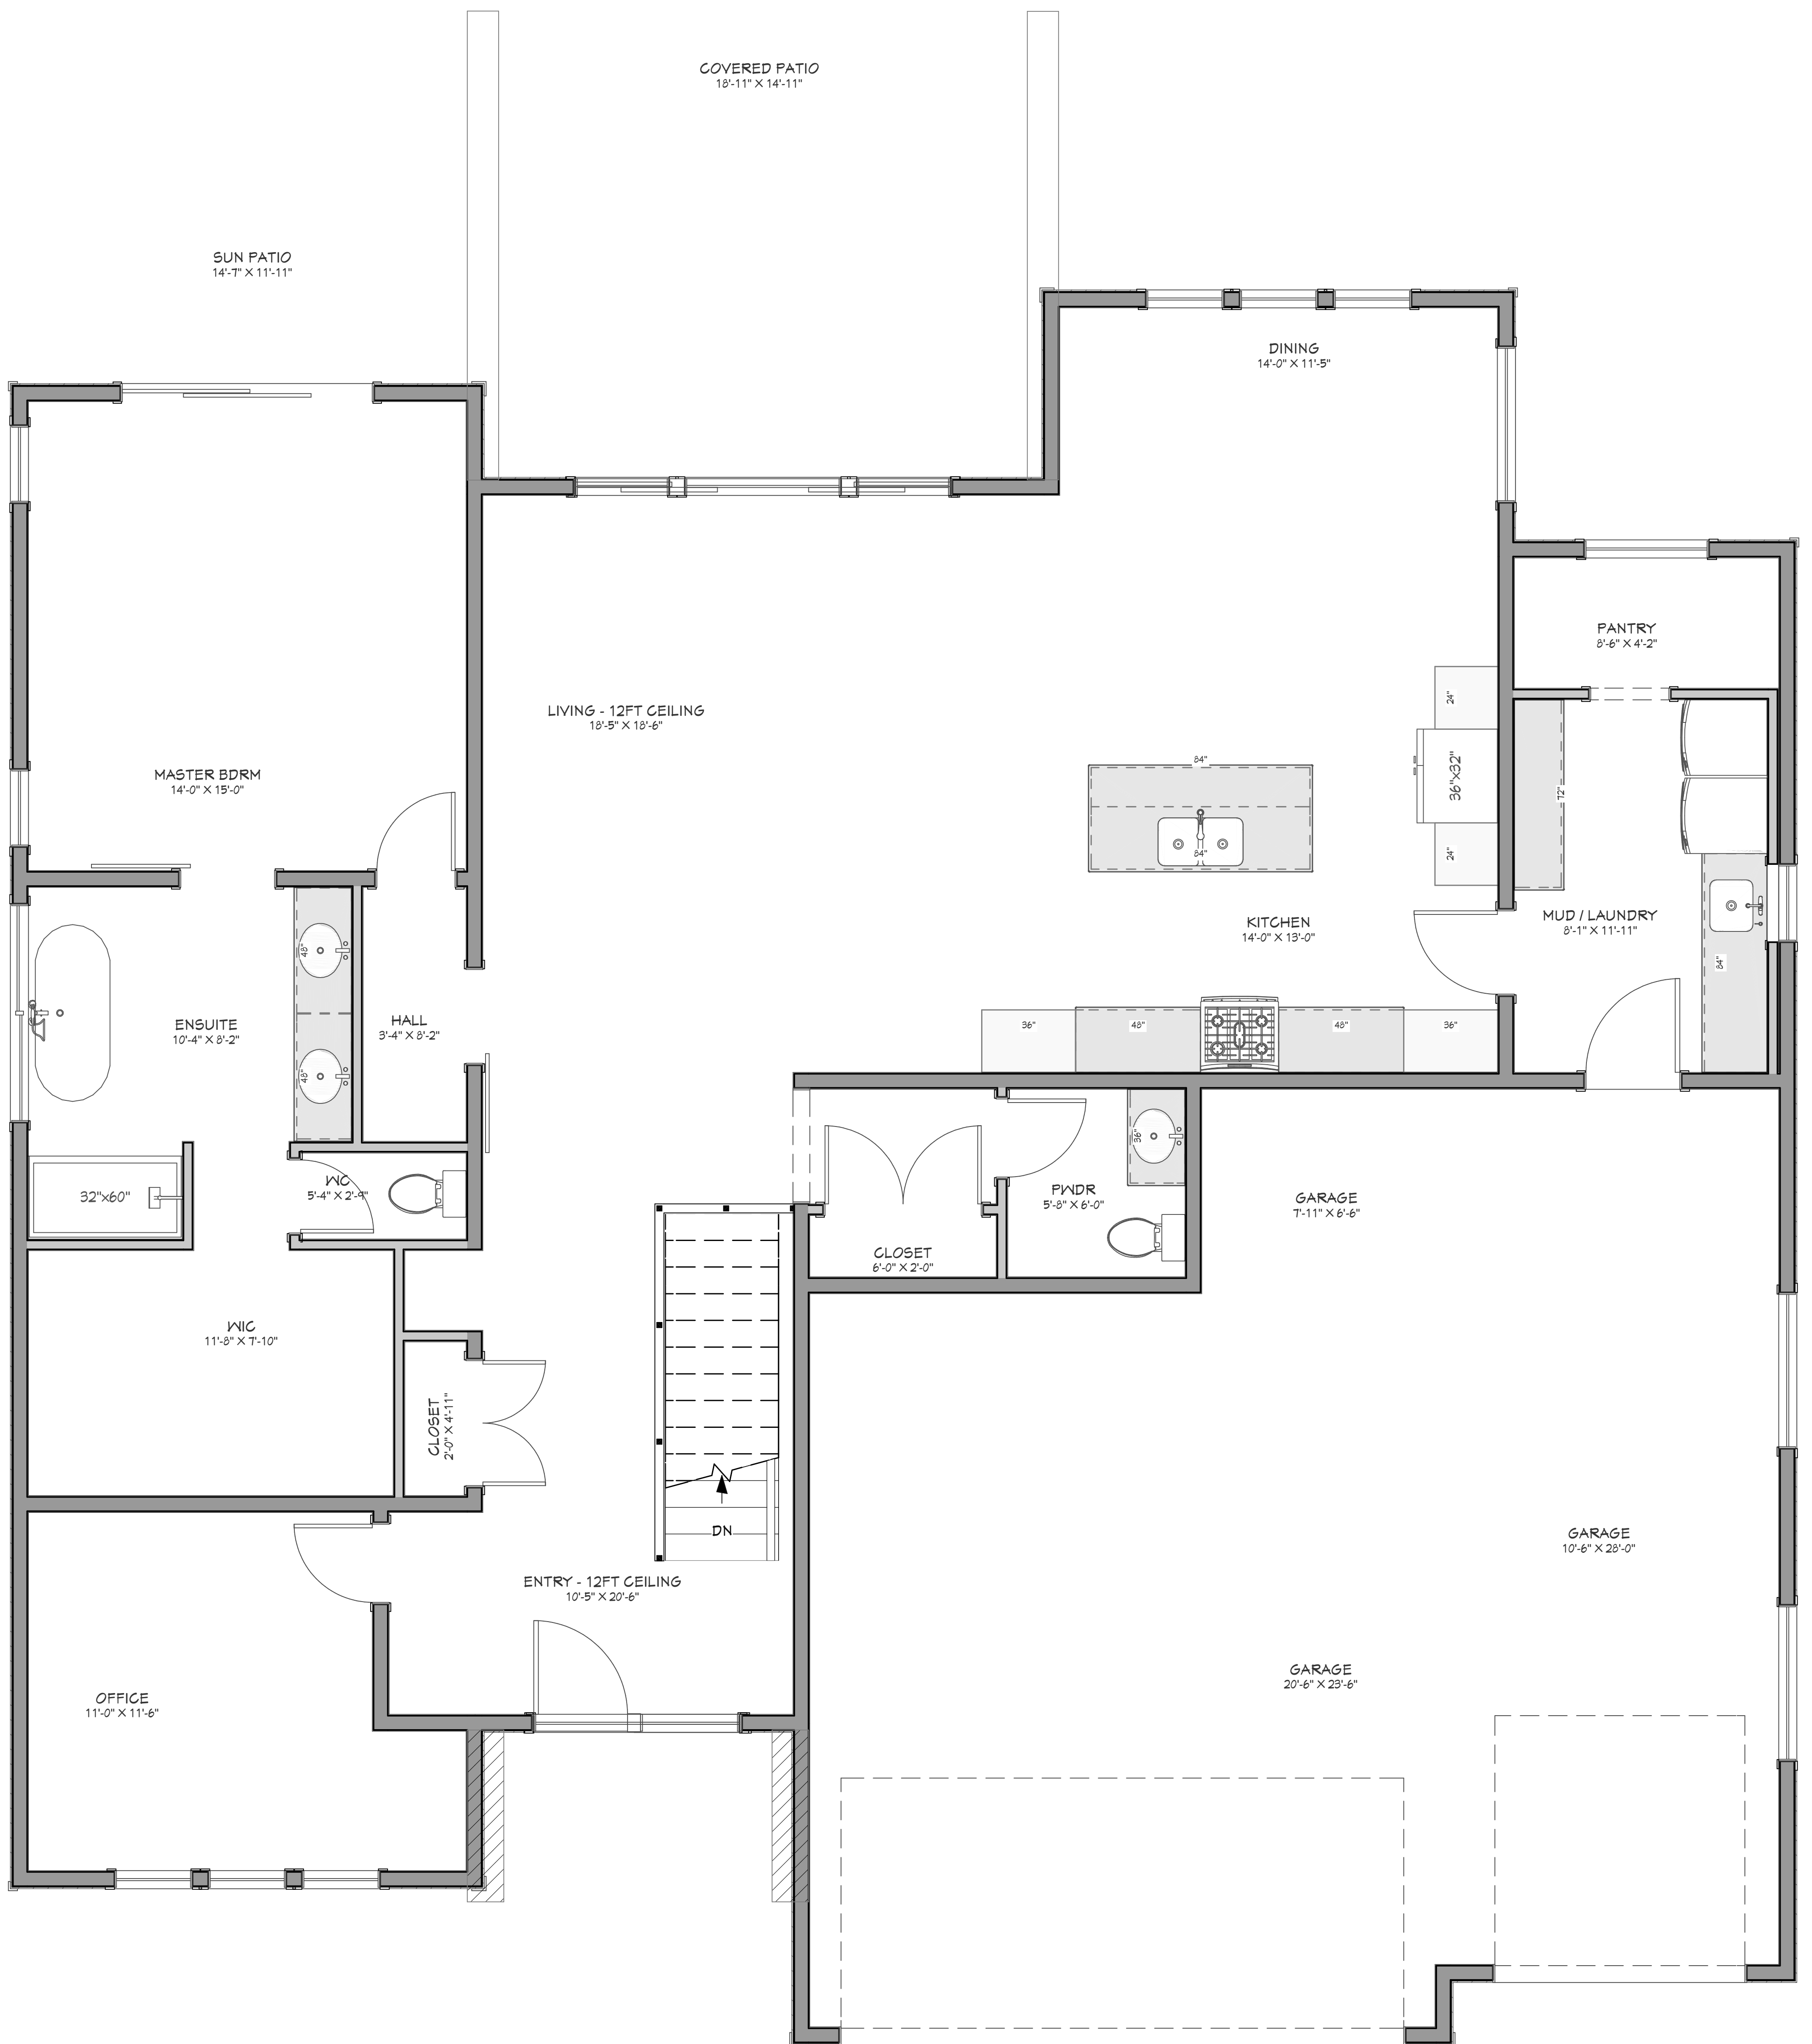 COVERED PATIO
18'-11" X 14'-11"
SUN PATIO
14'-7" X 11'-11"
DINING
14'-0" X 11'-5"
PANTRY
8'-6" X 4'-2"
LIVING - 12FT CEILING
18'-5" X 18'-6"
MASTER BDRM
14'-0" X 15'-0"
24"
36"X32"
24"
84"
84"
72"
KITCHEN
14'-0" X 13'-0"
MUD / LAUNDRY
8'-1" X 11'-11"
84"
48"
48"
ENSUITE
10'-4" X 8'-2"
HALL
3'-4" X 8'-2"
36"
48"
48"
36"
36"
WC
5'-4" X 2'-9"
32"x60"
PWDR
5'-8" X 6'-0"
GARAGE
7'-11" X 6'-6"
CLOSET
6'-0" X 2'-0"
WIC
11'-8" X 7'-10"
CLOSET
2'-0" X 4'-11"
DN
GARAGE
10'-6" X 28'-0"
ENTRY - 12FT CEILING
10'-5" X 20'-6"
GARAGE
20'-6" X 23'-6"
OFFICE
11'-0" X 11'-6"